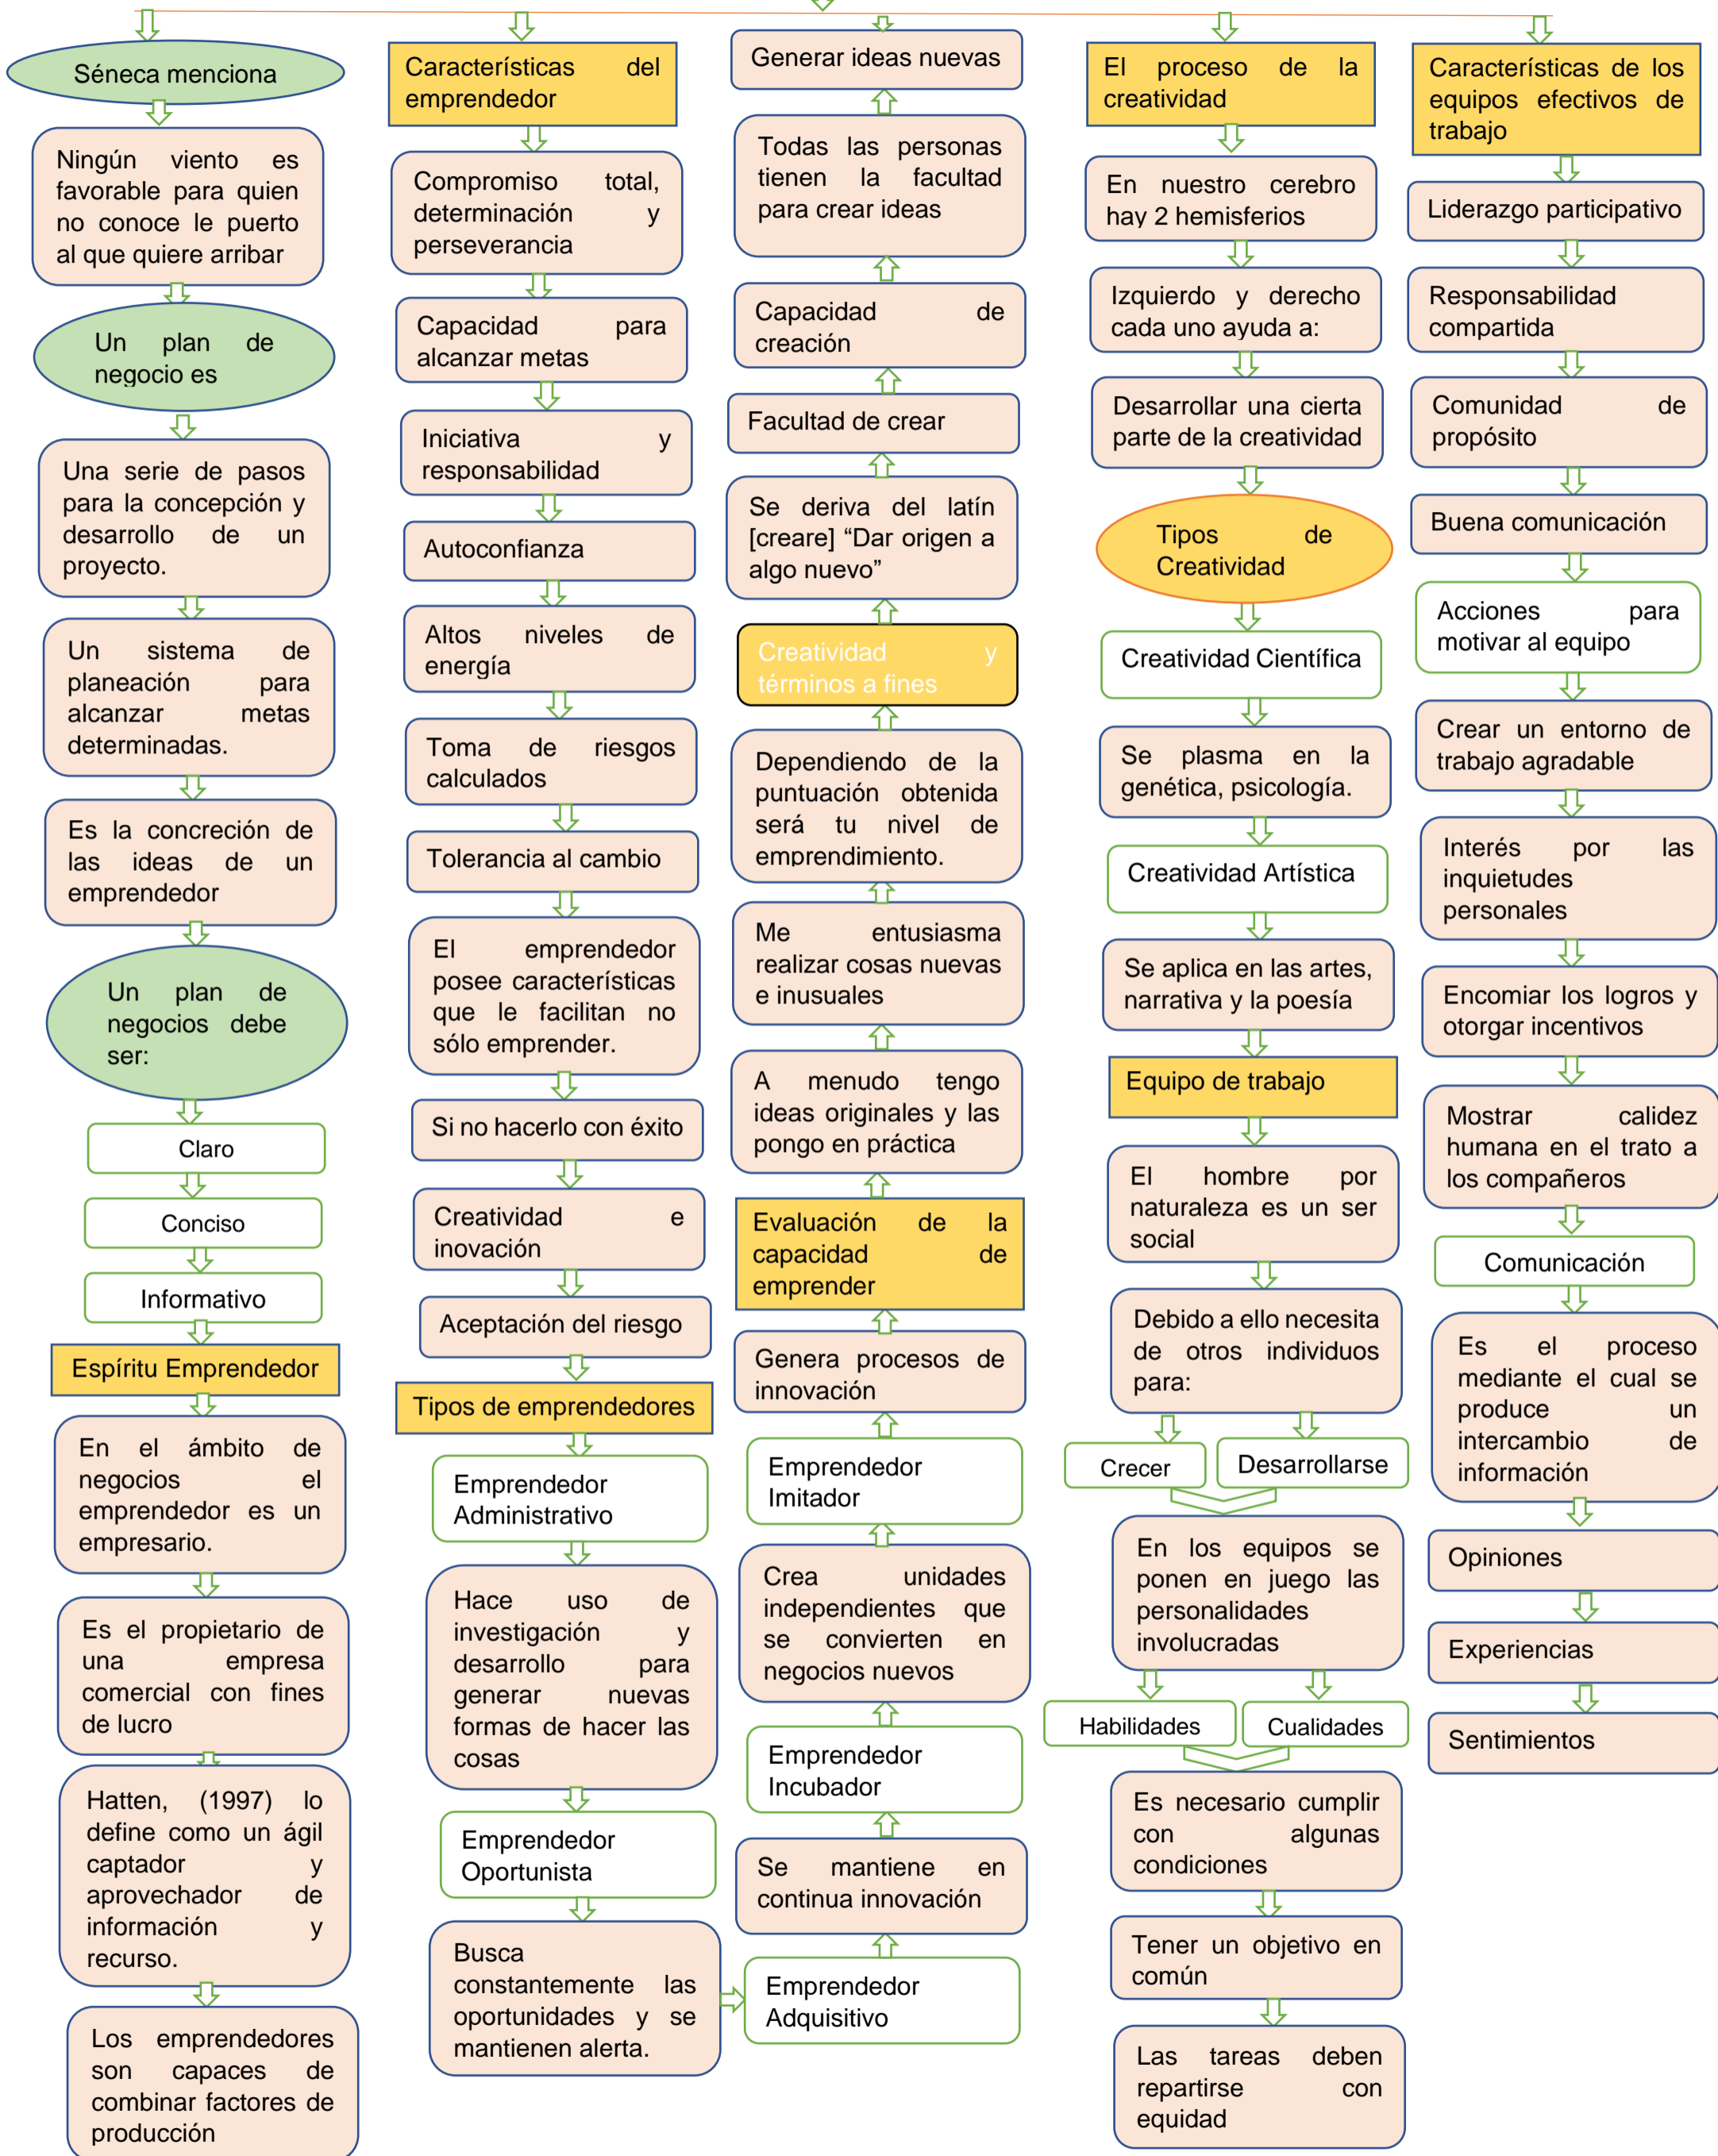 Séneca menciona
Ningún viento es
favorable para quien
no conoce le puerto
al que quiere arribar
Un plan de
negocio es
Una serie de pasos
para la concepción y
desarrollo de un
proyecto.
Un sistema de
planeación para
alcanzar metas
determinadas.
Es la concreción de
las ideas de un
emprendedor
Un plan de
negocios debe
ser:
Claro
Conciso
Informativo
Espíritu Emprendedor
En el ámbito de
negocios el
emprendedor es un
empresario.
Es el propietario de
una empresa
comercial con fines
de lucro
Hatten, (1997) lo
define como un ágil
captador y
aprovechador de
información y
recurso.
Los emprendedores
son capaces de
combinar factores de
producción
Características del
emprendedor
Compromiso total,
determinación y
perseverancia
Capacidad para
alcanzar metas
Iniciativa y
responsabilidad
Autoconfianza
Altos niveles de
energía
Toma de riesgos
calculados
Tolerancia al cambio
El emprendedor
posee características
que le facilitan no
sólo emprender.
Si no hacerlo con éxito
Creatividad e
inovación
Aceptación del riesgo
Tipos de emprendedores
Emprendedor
Administrativo
Hace uso de
investigación y
desarrollo para
generar nuevas
formas de hacer las
cosas
Emprendedor
Oportunista
Busca
constantemente las
oportunidades y se
mantienen alerta.
Generar ideas nuevas
Todas las personas
tienen la facultad
para crear ideas
Capacidad de
creación
Facultad de crear
Se deriva del latín
[creare] “Dar origen a
algo nuevo”
Creatividad y
términos a fines
Dependiendo de la
puntuación obtenida
será tu nivel de
emprendimiento.
Me entusiasma
realizar cosas nuevas
e inusuales
A menudo tengo
ideas originales y las
pongo en práctica
Evaluación de la
capacidad de
emprender
Genera procesos de
innovación
Emprendedor
Imitador
Crea unidades
independientes que
se convierten en
negocios nuevos
Emprendedor
Incubador
Se mantiene en
continua innovación
Emprendedor
Adquisitivo
El proceso de la
creatividad
En nuestro cerebro
hay 2 hemisferios
Izquierdo y derecho
cada uno ayuda a:
Desarrollar una cierta
parte de la creatividad
Tipos de
Creatividad
Creatividad Científica
Se plasma en la
genética, psicología.
Creatividad Artística
Se aplica en las artes,
narrativa y la poesía
Equipo de trabajo
El hombre por
naturaleza es un ser
social
Debido a ello necesita
de otros individuos
para:
Crecer
Desarrollarse
En los equipos se
ponen en juego las
personalidades
involucradas
Habilidades
Cualidades
Es necesario cumplir
con algunas
condiciones
Tener un objetivo en
común
Las tareas deben
repartirse con
equidad
Características de los
equipos efectivos de
trabajo
Liderazgo participativo
Responsabilidad
compartida
Comunidad de
propósito
Buena comunicación
Acciones para
motivar al equipo
Crear un entorno de
trabajo agradable
Interés por las
inquietudes
personales
Encomiar los logros y
otorgar incentivos
Mostrar calidez
humana en el trato a
los compañeros
Comunicación
Es el proceso
mediante el cual se
produce un
intercambio de
información
Opiniones
Experiencias
Sentimientos